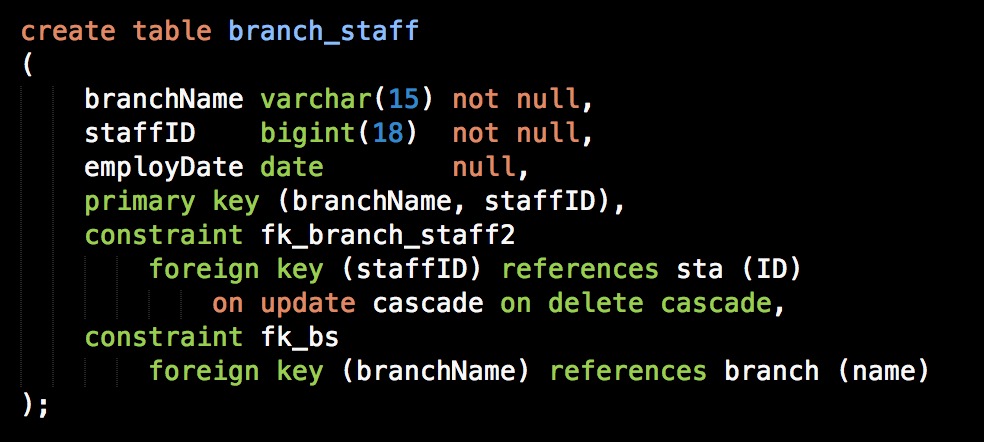 create table branch_staff
(
branchName varchar(15) not null,
staffID bigint(18) not null,
employDate date null,
primary key (branchName, staffID),
constraint fk_branch_staff2
foreign key (staffID) references sta (ID)
on update cascade on delete cascade,
constraint fk_bs
foreign key (branchName) references branch (name)
);